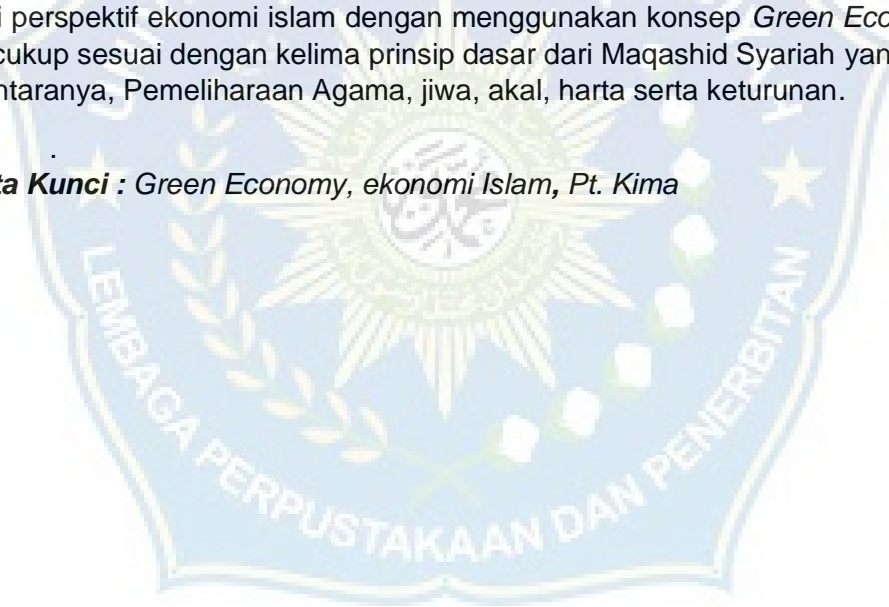 i perspektif ekonomi islam dengan menggunakan konsep Green Eco
cukup sesuai dengan kelima prinsip dasar dari Maqashid Syariah yan
ntaranya, Pemeliharaan Agama, jiwa, akal, harta serta keturunan.
.
ta Kunci : Green Economy, ekonomi Islam, Pt. Kima
LEMBAGA PERPUSTAKAAN DAN PENERBITAN